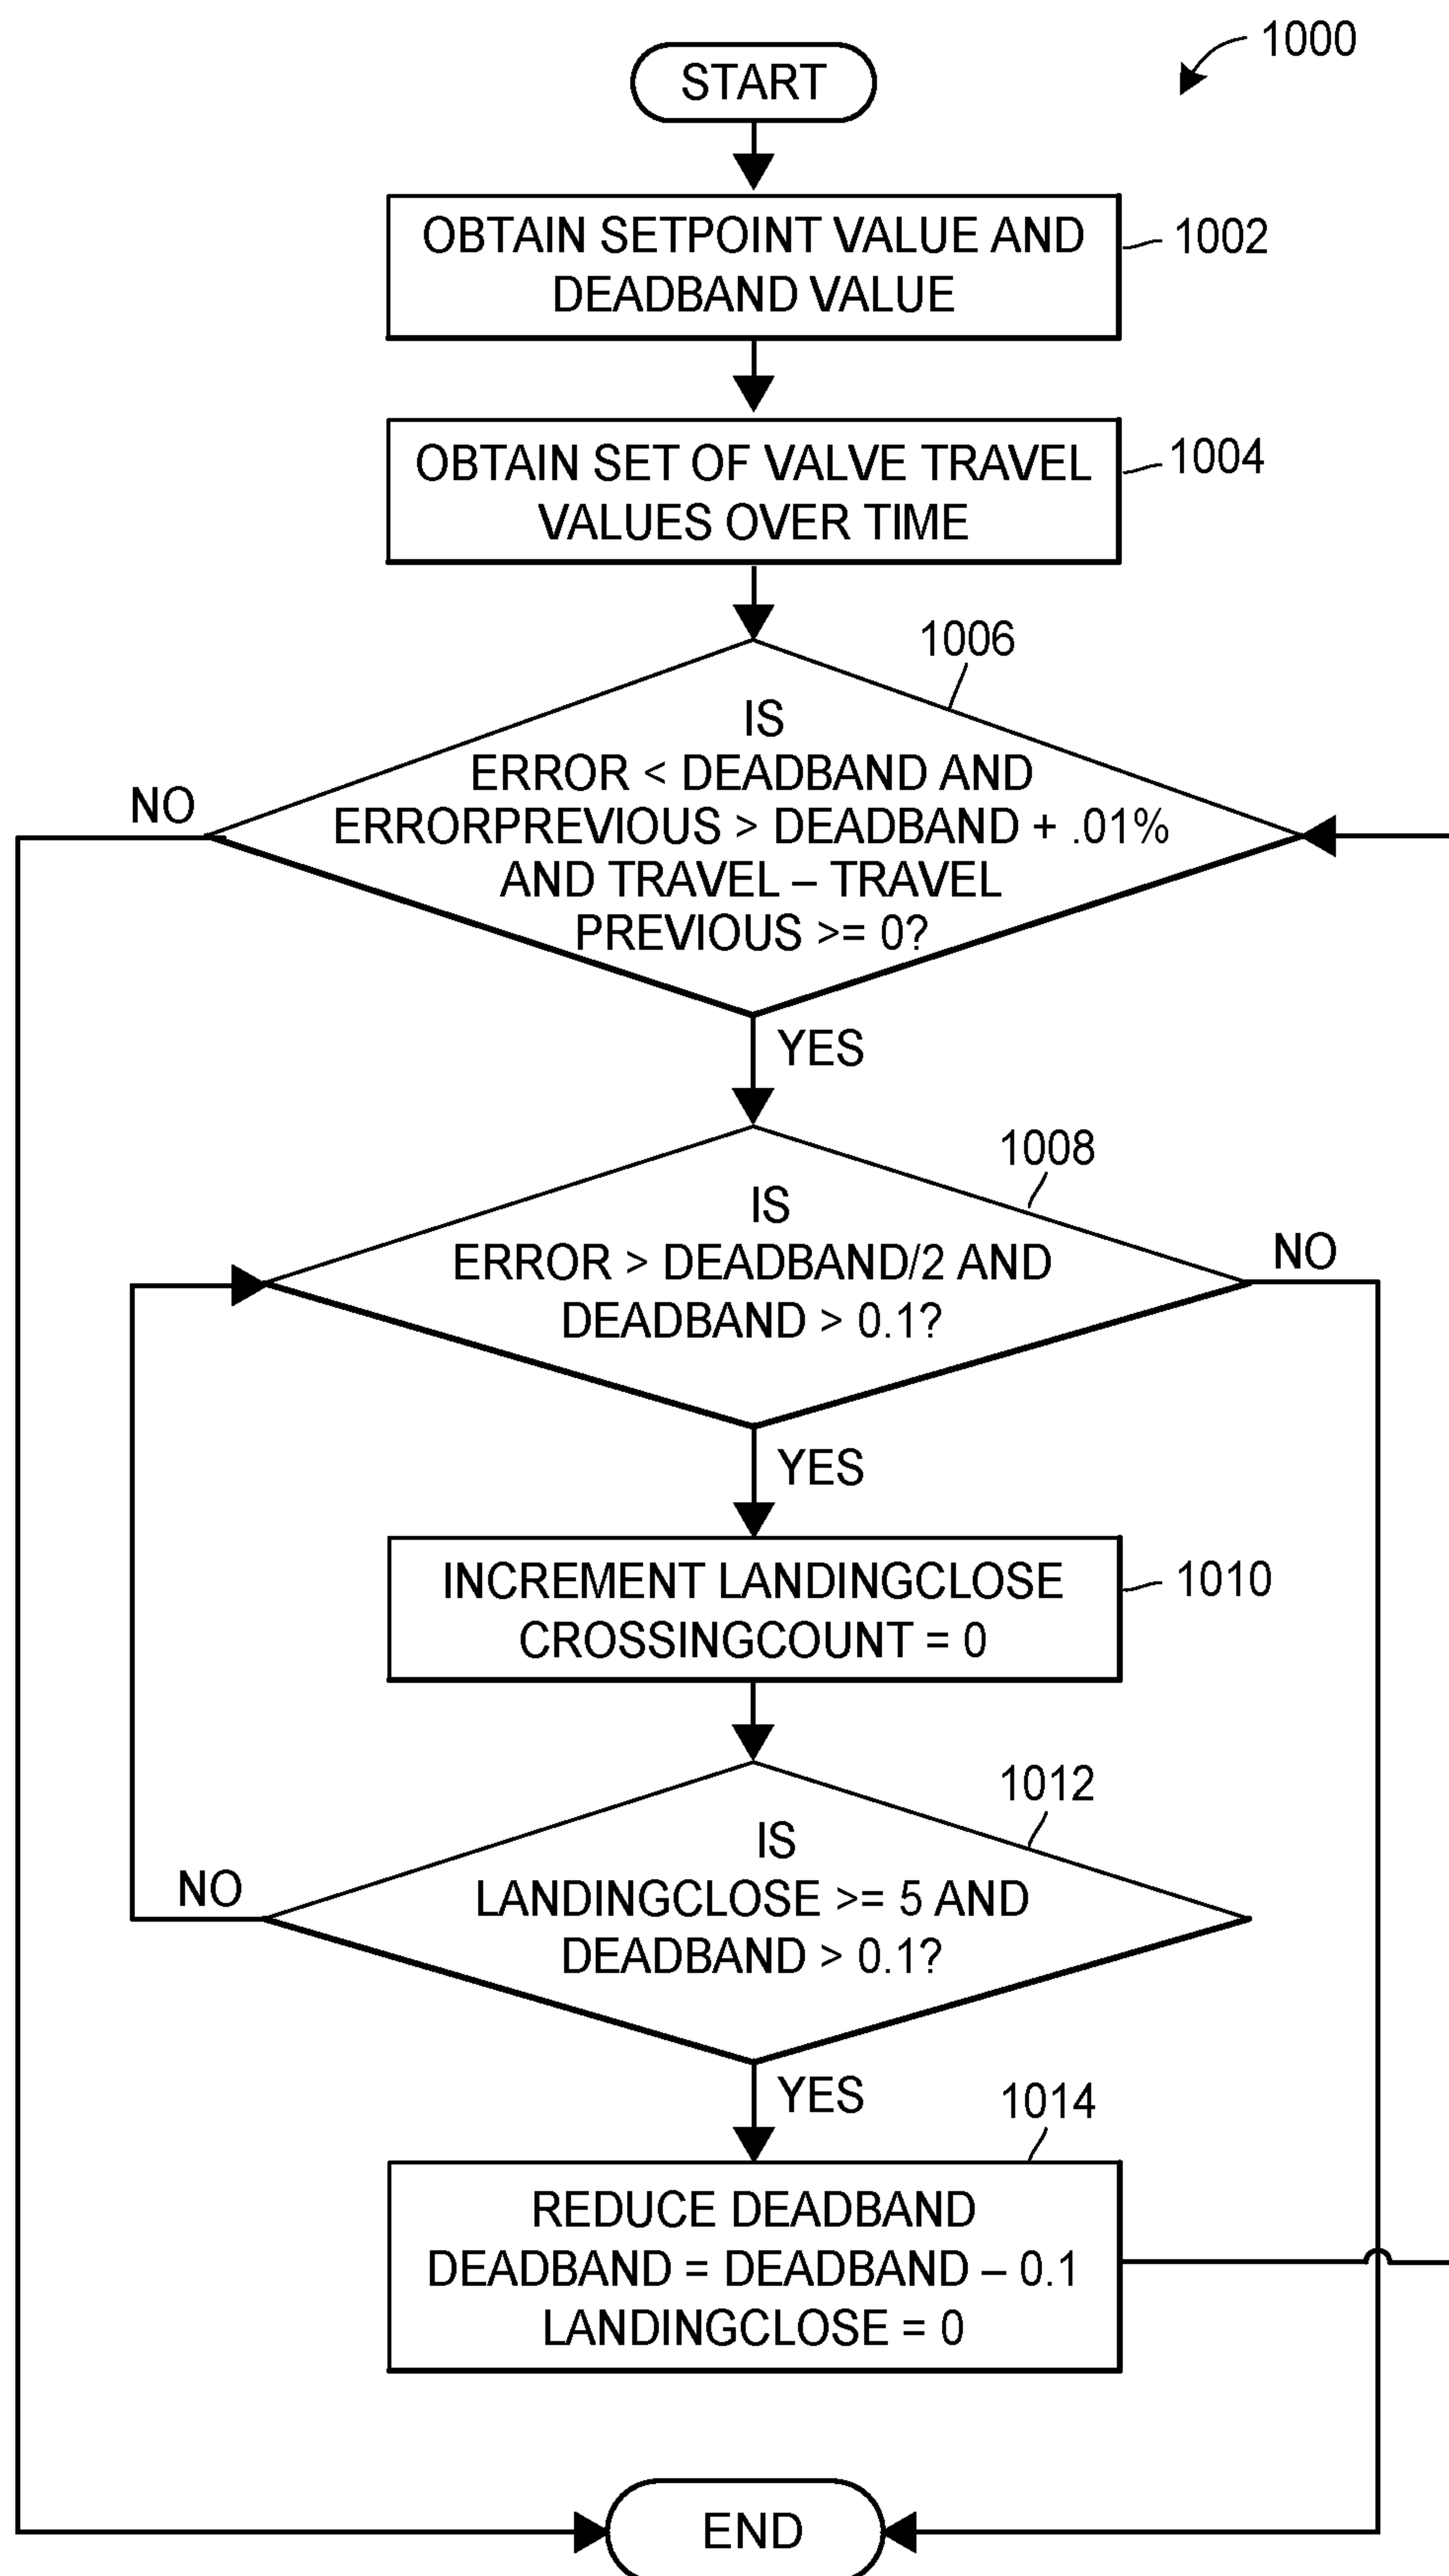 1000
START
OBTAIN SETPOINT VALUE AND
DEADBAND VALUE
1002
OBTAIN SET OF VALVE TRAVEL
VALUES OVER TIME
1004
1006
IS
ERROR < DEADBAND AND
ERRORPREVIOUS > DEADBAND + .01%
AND TRAVEL – TRAVEL
PREVIOUS >= 0?
NO
YES
1008
IS
ERROR > DEADBAND/2 AND
DEADBAND > 0.1?
NO
YES
INCREMENT LANDINGCLOSE
CROSSINGCOUNT = 0
1010
1012
IS
LANDINGCLOSE >= 5 AND
DEADBAND > 0.1?
NO
YES
1014
REDUCE DEADBAND
DEADBAND = DEADBAND – 0.1
LANDINGCLOSE = 0
END